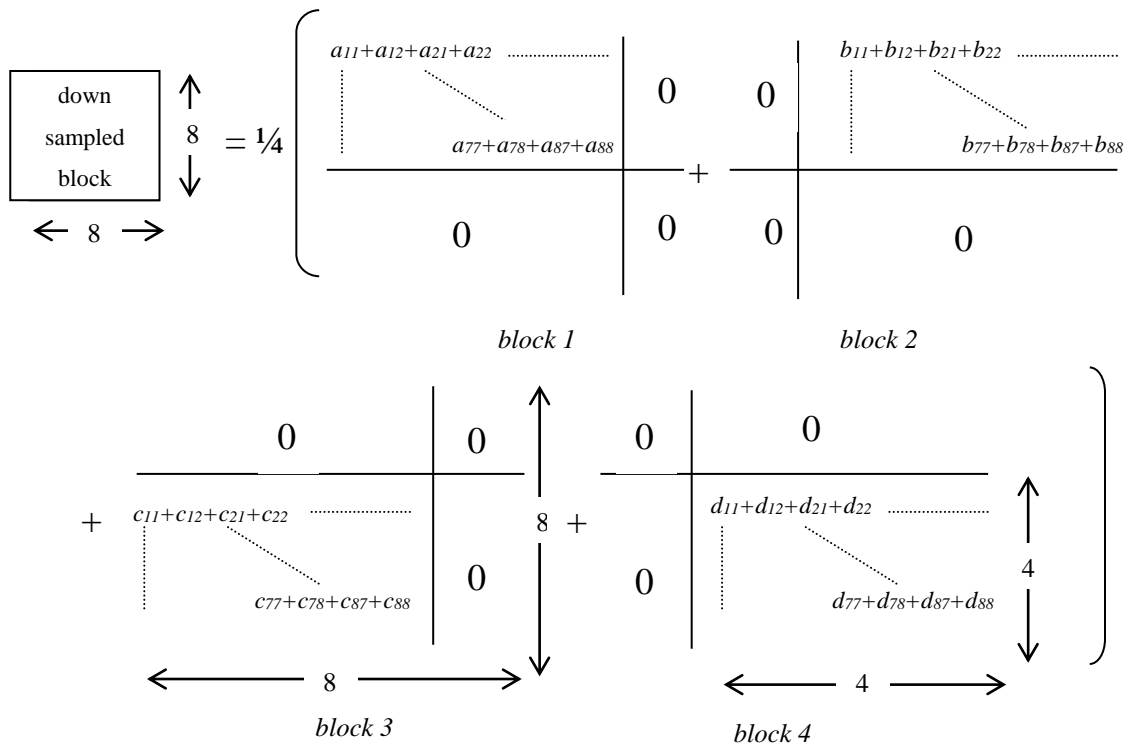 down
sampled
block
8
8
= ¼
a11+a12+a21+a22
a77+a78+a87+a88
0
0
0
+
b11+b12+b21+b22
b77+b78+b87+b88
0
0
0
block 1
block 2
+
0
0
c11+c12+c21+c22
c77+c78+c87+c88
0
8
8
block 3
+
0
0
d11+d12+d21+d22
d77+d78+d87+d88
0
4
4
block 4